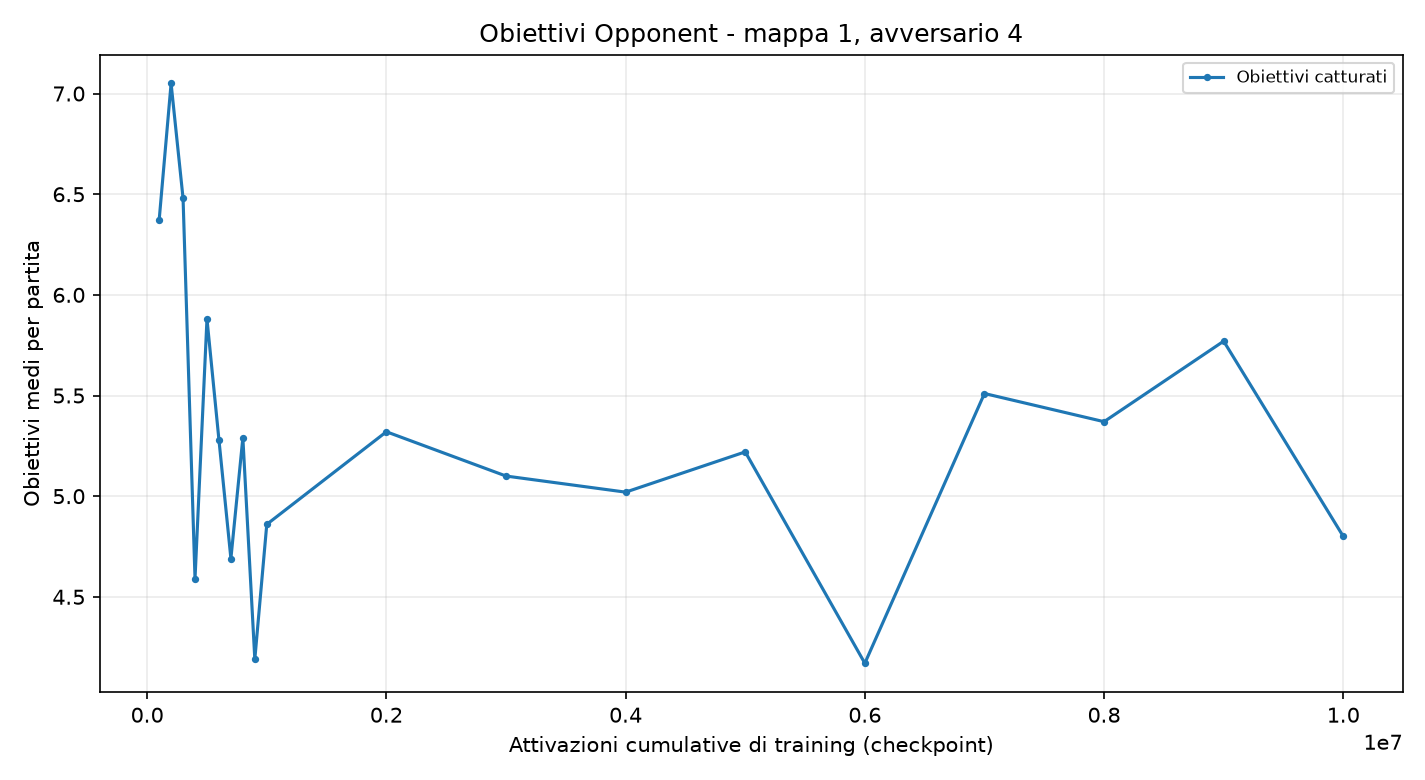 Obiettivi Opponent - mappa 1, avversario 4
Obiettivi catturati
Obiettivi medi per partita
7.0
6.5
6.0
5.5
5.0
4.5
0.0 0.2 0.4 0.6 0.8 1.0
1e7
Attivazioni cumulative di training (checkpoint)